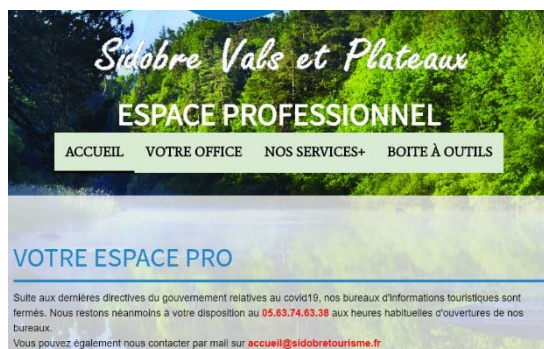 Sidobre Vals et Plateaux
ESPACE PROFESSIONNEL
ACCUEIL VOTRE OFFICE NOS SERVICES+ BOITE À OUTILS
VOTRE ESPACE PRO
Suite aux dernières directives du gouvernement relatives au covid19, nos bureaux d'informations touristiques sont
fermés. Nous restons néanmoins à votre disposition au 05.63.74.63.38 aux heures habituelles d'ouvertures de nos
bureaux.
Vous pouvez également nous contacter par mail sur accueil@sidobretourisme.fr